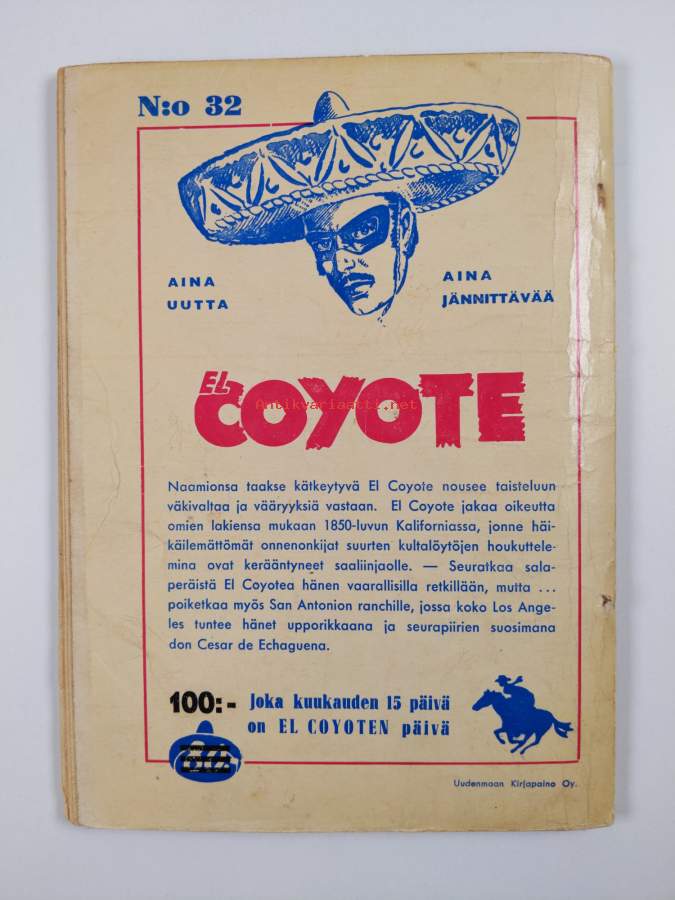 N:o 32
AINA
UUTTA
AINA
JÄNNITTÄVÄÄ
EL
COYOTE
Antikvariaatti.net
Naamionsa taakse kätkeytyvä El Coyote nousee taisteluun
väkivaltaa ja vääryyksiä vastaan. El Coyote jakaa oikeutta
omien lakiensa mukaan 1850-luvun Kaliforniassa, jonne häi-
käilemättömät onnenonkijat suurten kultalöytöjen houkuttele-
mina ovat kerääntyneet saaliinjaolle. — Seuratkaa sala-
peräistä El Coyotea hänen vaarallisilla retkillään, mutta ...
poiketkaa myös San Antonion ranchille, jossa koko Los Ange-
les tuntee hänet upporikkaana ja seurapiirien suosimana
don Cesar de Echaguena.
100:- Joka kuukauden 15 päivä
on EL COYOTEN päivä
Uudenmaan Kirjapaino Oy.